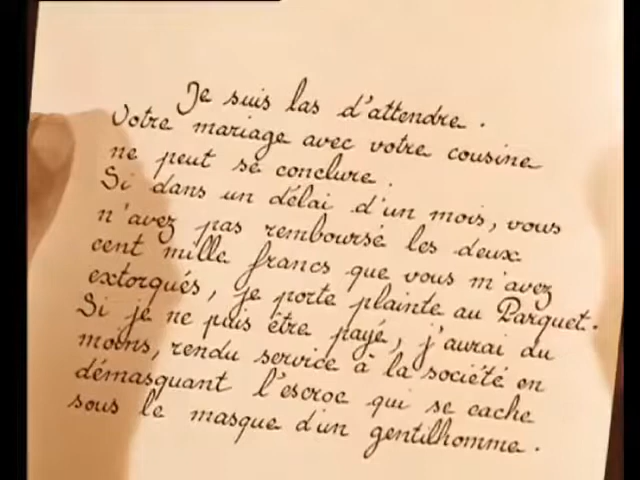 Je suis las d'attendre.
Votre mariage avec votre cousine
ne peut se conclure.
Si dans un délai d'un mois, vous
n'avez pas remboursé les deux
cent mille francs que vous m'avez
extorqués, je porte plainte au Parquet.
Si je ne puis être payé, j'aurai du
moins, rendu service à la société en
démasquant l'escroc qui se cache
sous le masque d'un gentilhomme.